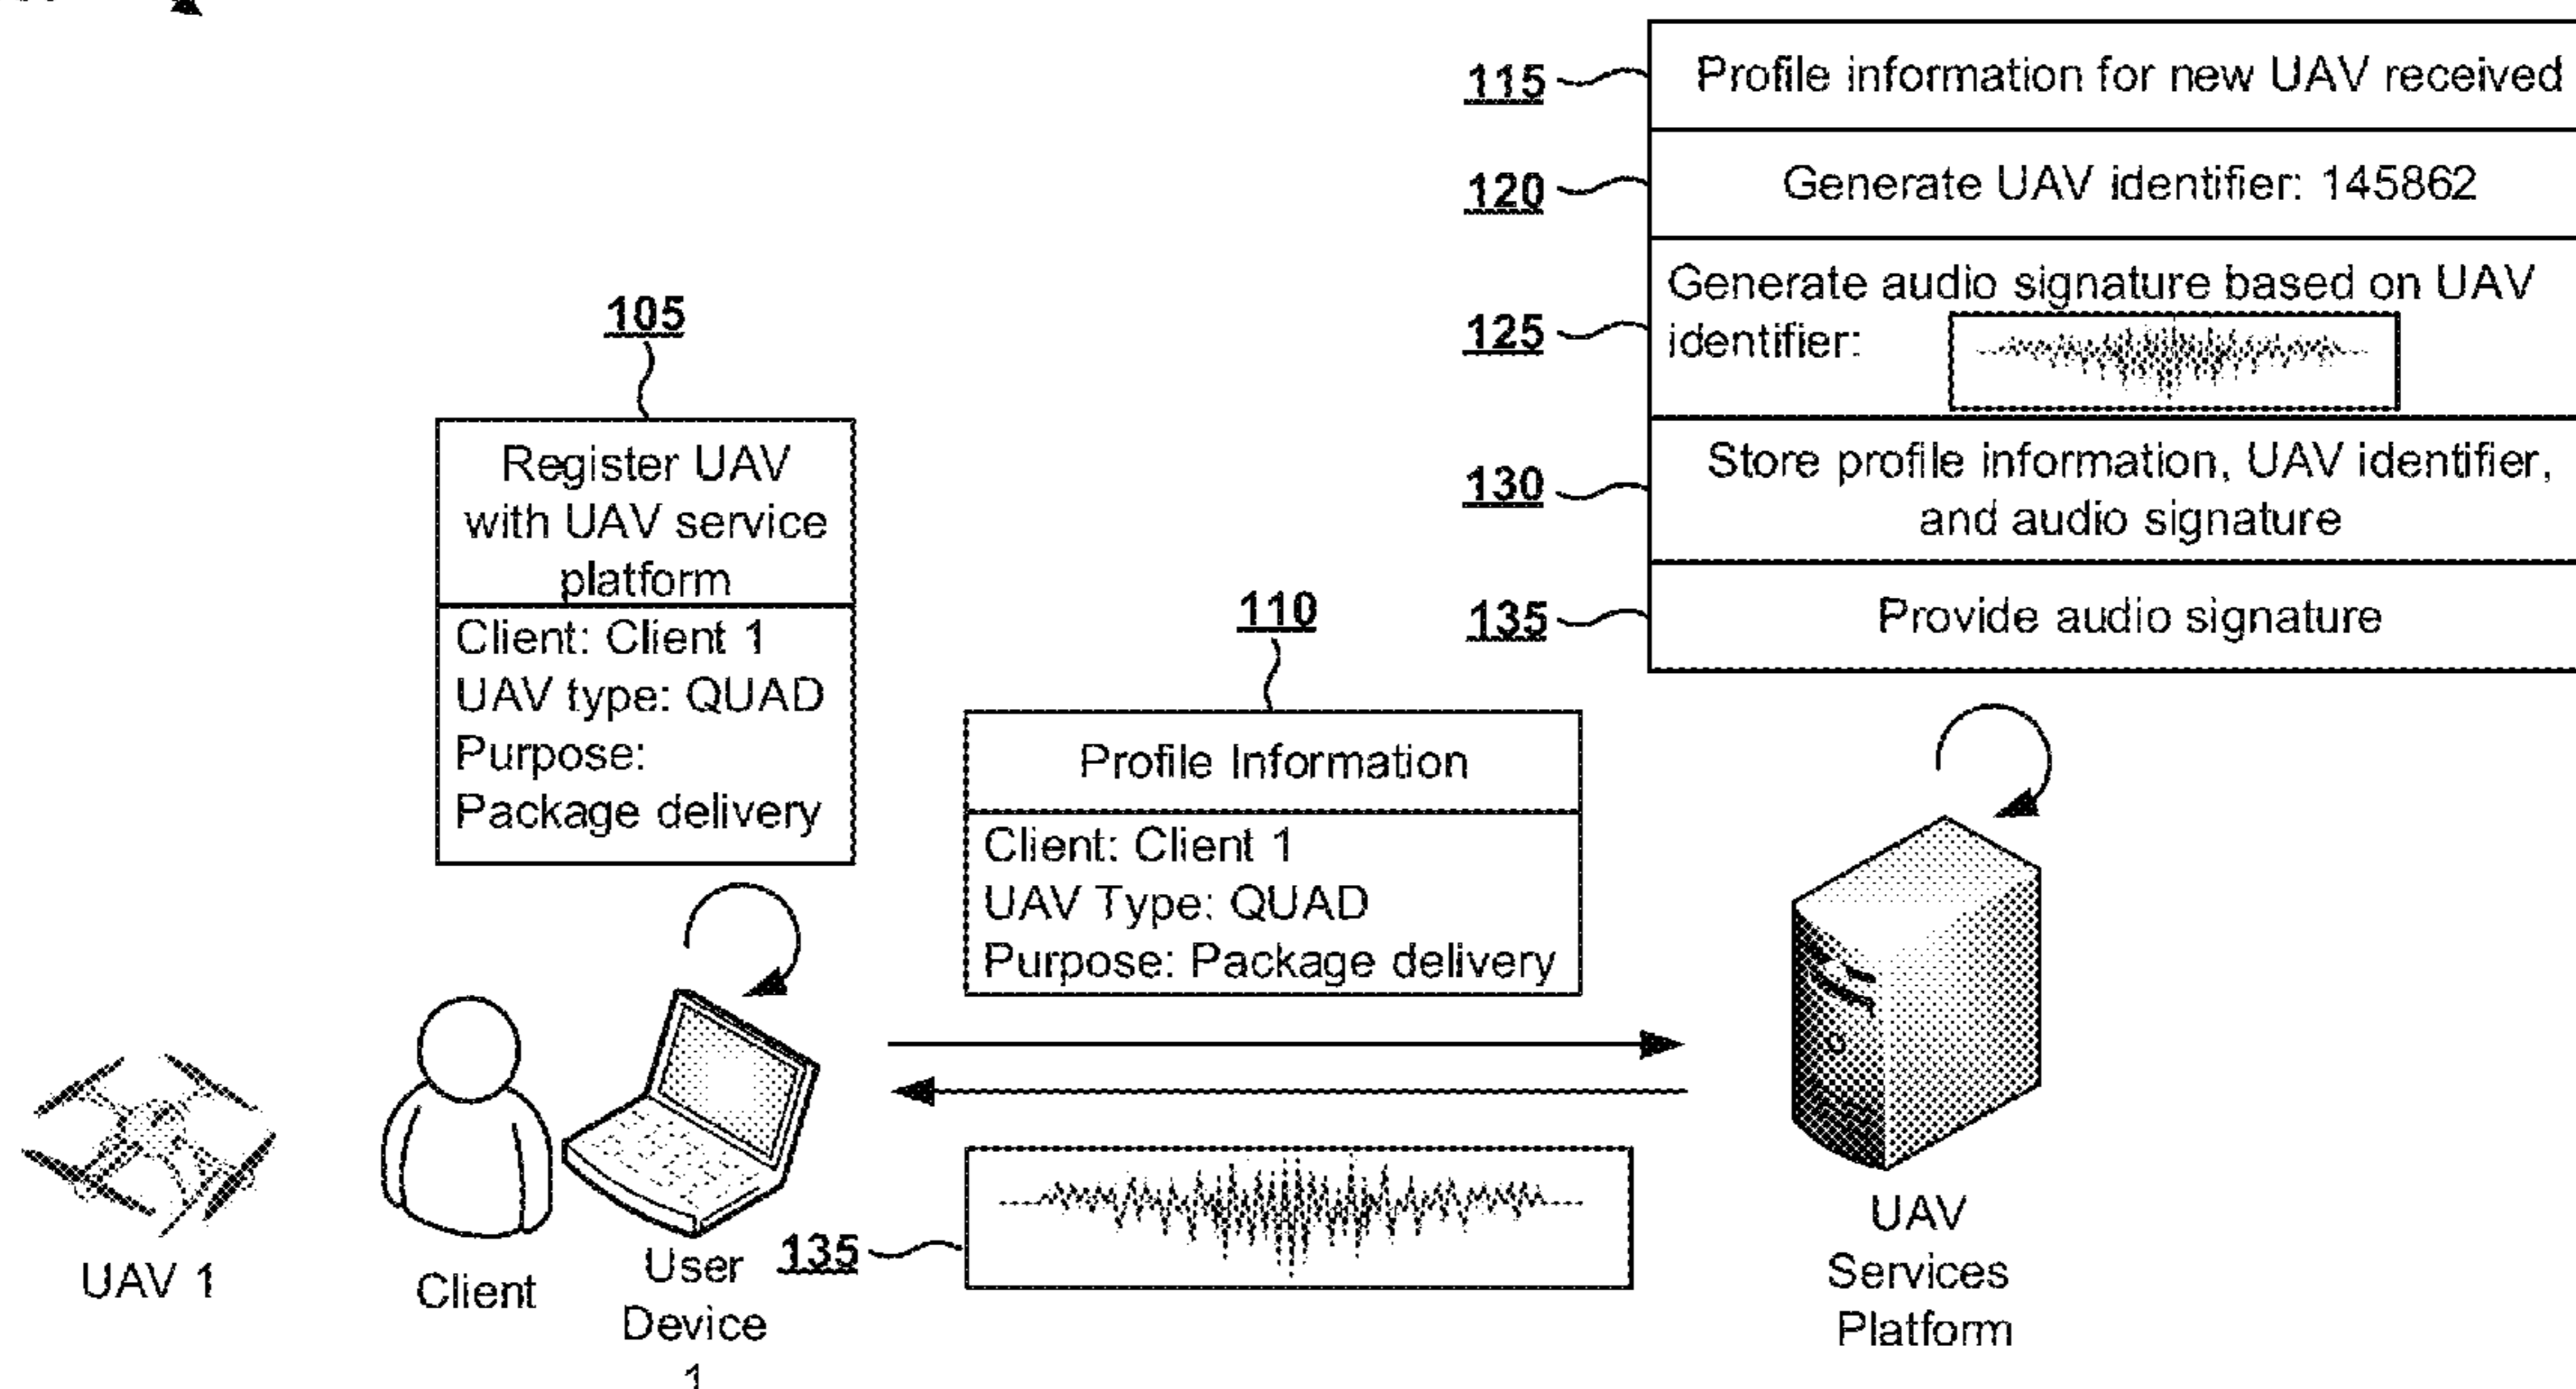 115
Profile information for new UAV received
120
Generate UAV identifier: 145862
125
Generate audio signature based on UAV
identifier:
130
Store profile information, UAV identifier,
and audio signature
135
Provide audio signature
105
Register UAV
with UAV service
platform
Client: Client 1
UAV type: QUAD
Purpose:
Package delivery
110
Profile Information
Client: Client 1
UAV Type: QUAD
Purpose: Package delivery
135
UAV 1
Client
User
Device
1
UAV
Services
Platform